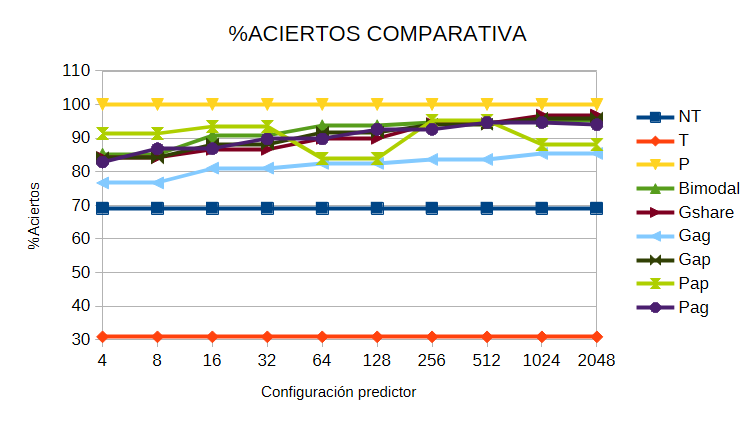 %ACIERTOS COMPARATIVA
110
100
90
80
70
60
50
40
30
%Aciertos
4 8 16 32 64 128 256 512 1024 2048
Configuración predictor
NT
T
P
Bimodal
Gshare
Gag
Gap
Pap
Pag